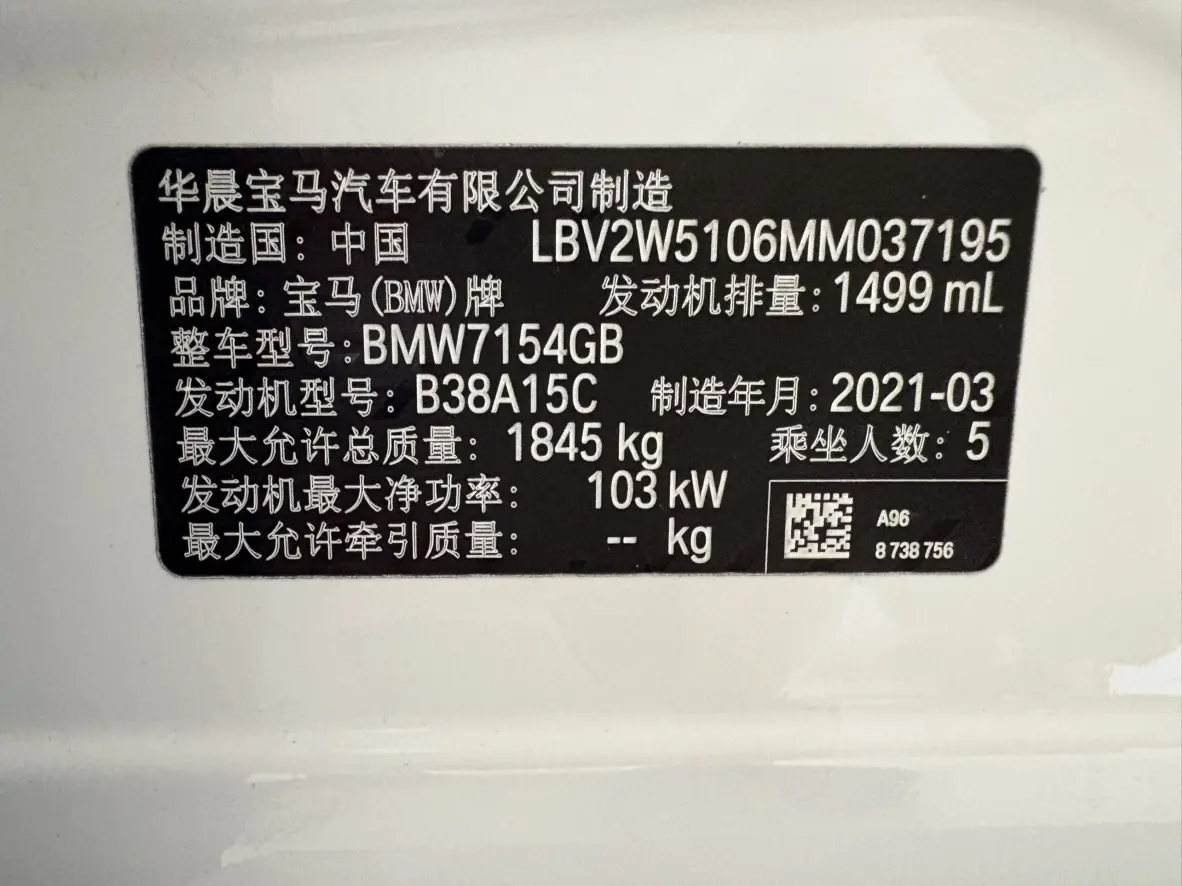 华晨宝马汽车有限公司制造
制造国：中国 LBV2W5106MM037195
品牌：宝马(BMW)牌 发动机排量：1499 mL
整车型号：BMW7154GB
发动机型号：B38A15C 制造年月：2021-03
最大允许总质量：1845 kg 乘坐人数：5
发动机最大净功率： 103 kW
最大允许牵引质量： -- kg
A96
8 738 756